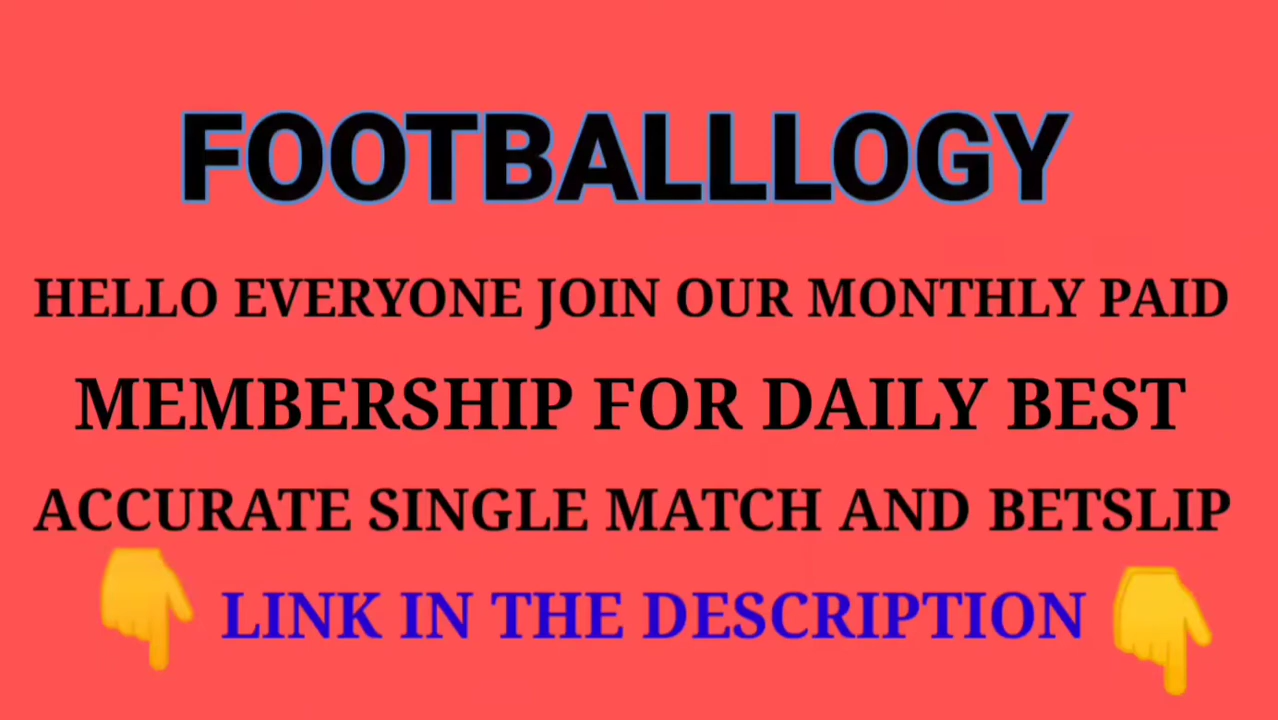 FOOTBALLLOGY
HELLO EVERYONE JOIN OUR MONTHLY PAID
MEMBERSHIP FOR DAILY BEST
ACCURATE SINGLE MATCH AND BETSLIP
LINK IN THE DESCRIPTION